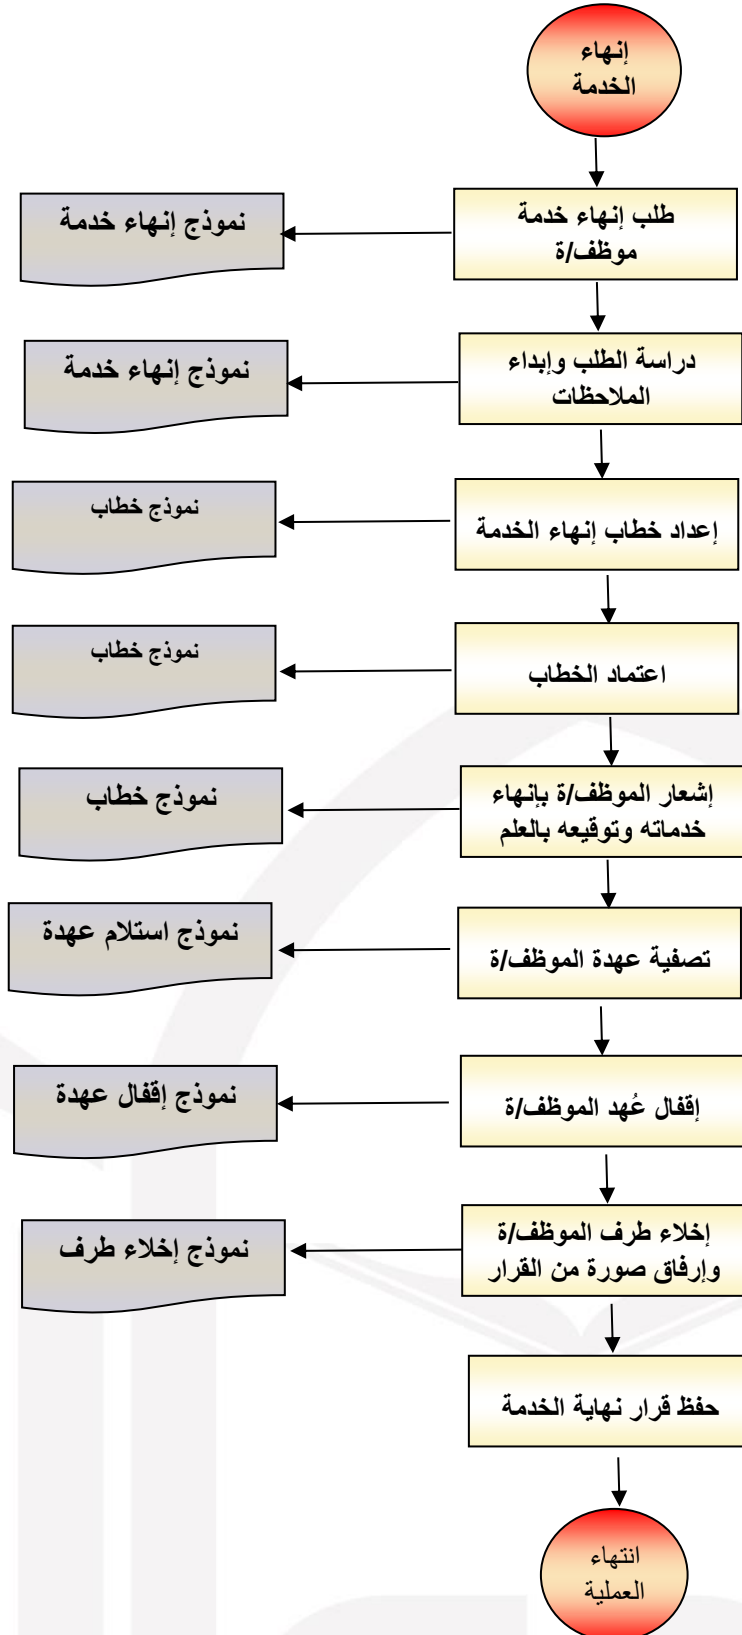 إنهاء
الخدمة
طلب إنهاء خدمة
موظف/ة
نموذج إنهاء خدمة
دراسة الطلب وإبداء
الملاحظات
نموذج إنهاء خدمة
إعداد خطاب إنهاء الخدمة
نموذج خطاب
اعتماد الخطاب
نموذج خطاب
إشعار الموظف/ة بإنهاء
خدماته وتوقيعه بالعلم
نموذج خطاب
تصفية عهدة الموظف/ة
نموذج استلام عهدة
إقفال عُهد الموظف/ة
نموذج إقفال عهدة
إخلاء طرف الموظف/ة
وإرفاق صورة من القرار
نموذج إخلاء طرف
حفظ قرار نهاية الخدمة
انتهاء
العملية